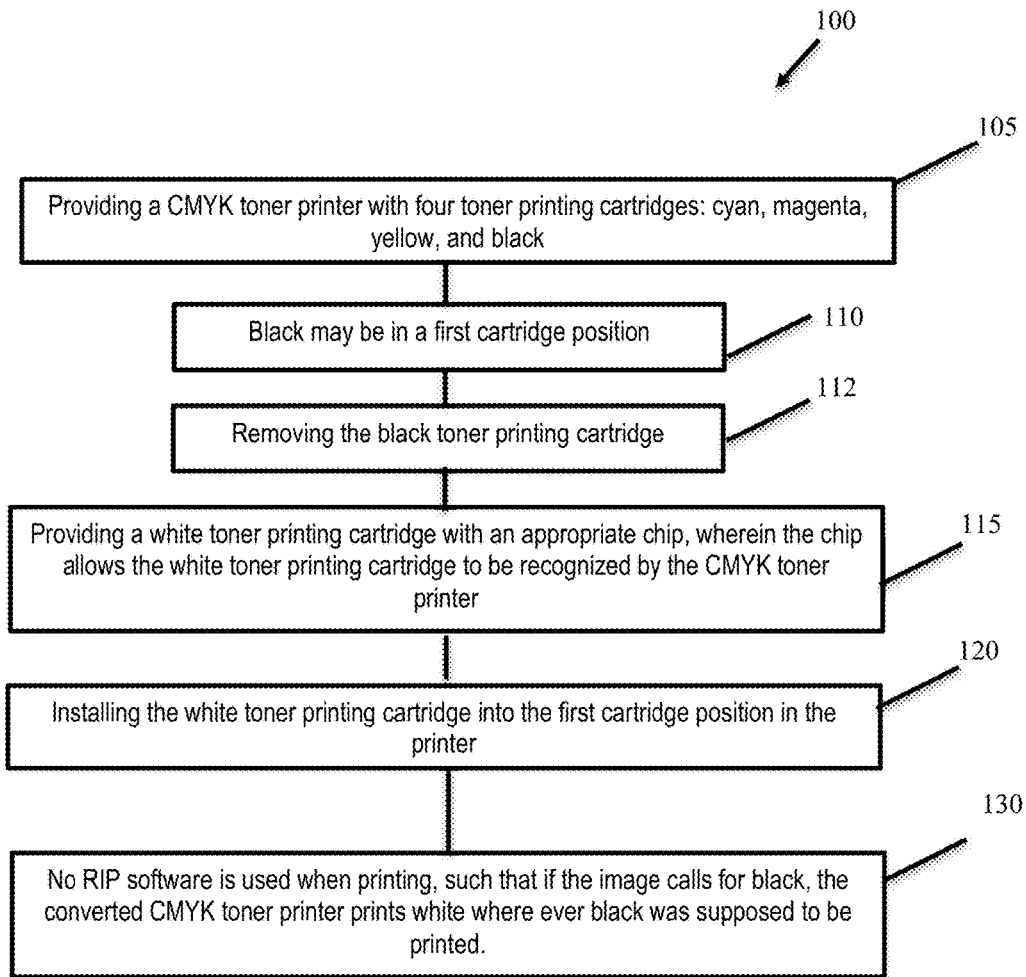 100
105
Providing a CMYK toner printer with four toner printing cartridges: cyan, magenta,
yellow, and black
Black may be in a first cartridge position
110
112
Removing the black toner printing cartridge
Providing a white toner printing cartridge with an appropriate chip, wherein the chip
allows the white toner printing cartridge to be recognized by the CMYK toner
printer
115
120
Installing the white toner printing cartridge into the first cartridge position in the
printer
130
No RIP software is used when printing, such that if the image calls for black, the
converted CMYK toner printer prints white where ever black was supposed to be
printed.